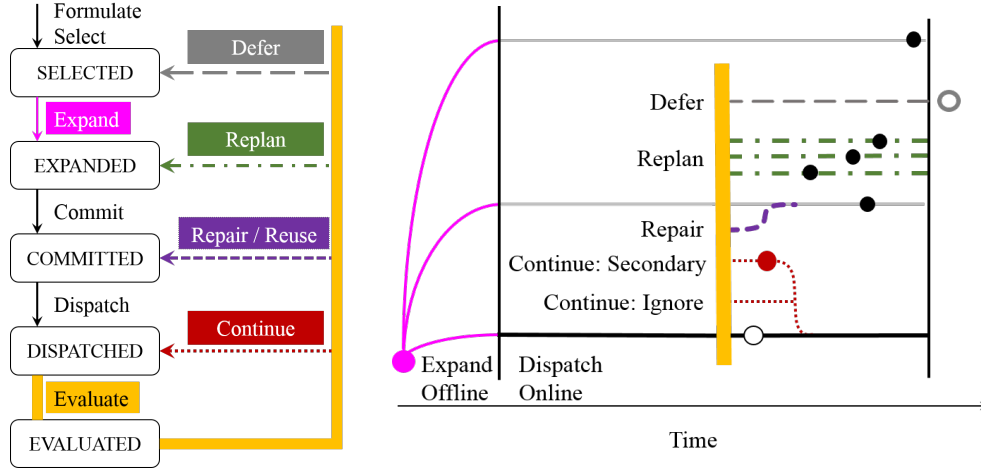 Formulate
Select
Defer
SELECTED
Expand
Replan
EXPANDED
Commit
Repair / Reuse
COMMITTED
Dispatch
Continue
DISPATCHED
Evaluate
EVALUATED
Defer
Replan
Repair
Continue: Secondary
Continue: Ignore
Expand
Offline
Dispatch
Online
Time